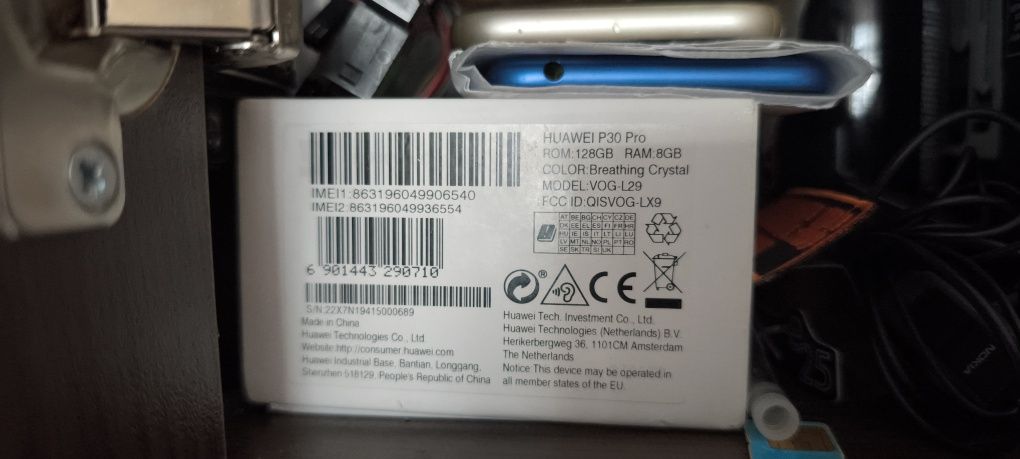 HUAWEI P30 Pro
ROM:128GB RAM:8GB
COLOR:Breathing Crystal
MODEL:VOG-L29
FCC ID:QISVOG-LX9
IMEI1:863196049906540
IMEI2:863196049936554
AT BE BG CH CY CZ DE
DK EE EL ES FI FR HR
HU IE IS IT LT LI LU
LV MT NL NO PL PT RO
SE SK TR SI UK
6 901443 290710
S/N:22X7N19415000689
Made in China
Huawei Technologies Co., Ltd.
Website:http://consumer.huawei.com
Huawei Industrial Base, Bantian, Longgang,
Shenzhen 518129, People's Republic of China
CE
Huawei Tech. Investment Co., Ltd.
Huawei Technologies (Netherlands) B.V.
Herikerbergweg 36, 1101CM Amsterdam
The Netherlands
Notice:This device may be operated in
all member states of the EU.
NOKIA